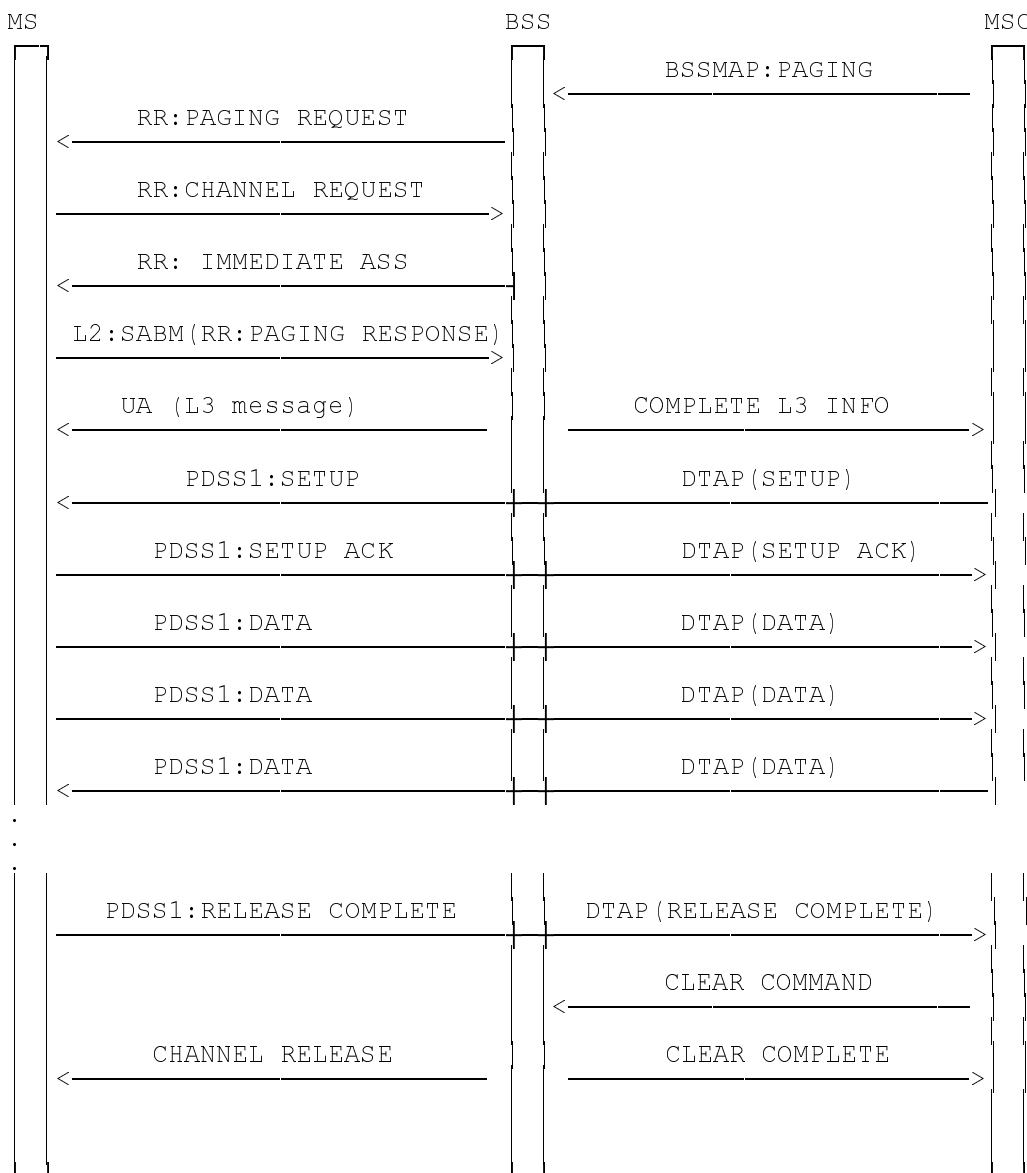 MS BSS MSC
BSSMAP:PAGING
RR:PAGING REQUEST
RR:CHANNEL REQUEST
RR: IMMEDIATE ASS
L2:SABM(RR:PAGING RESPONSE)
UA (L3 message) COMPLETE L3 INFO
PDSS1:SETUP DTAP(SETUP)
PDSS1:SETUP ACK DTAP(SETUP ACK)
PDSS1:DATA DTAP(DATA)
PDSS1:DATA DTAP(DATA)
PDSS1:DATA DTAP(DATA)
.
.
.
PDSS1:RELEASE COMPLETE DTAP(RELEASE COMPLETE)
CLEAR COMMAND
CHANNEL RELEASE CLEAR COMPLETE